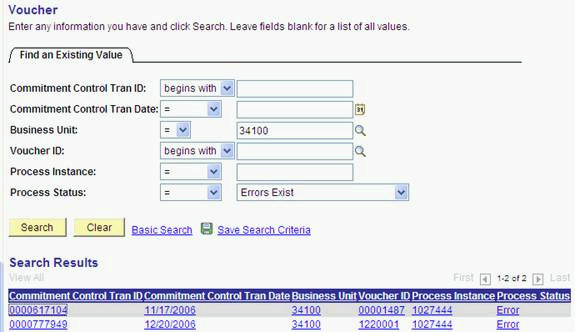 Voucher
Enter any information you have and click Search. Leave fields blank for a list of all values.
Find an Existing Value
Commitment Control Tran ID: begins with
Commitment Control Tran Date: =
Business Unit: = 34100
Voucher ID: begins with
Process Instance: =
Process Status: = Errors Exist
Search Clear Basic Search Save Search Criteria
Search Results
View All First 1-2 of 2 Last
Commitment Control Tran ID Commitment Control Tran Date Business Unit Voucher ID Process Instance Process Status
0000617104 11/17/2006 34100 00001487 1027444 Error
0000777949 12/20/2006 34100 1220001 1027444 Error